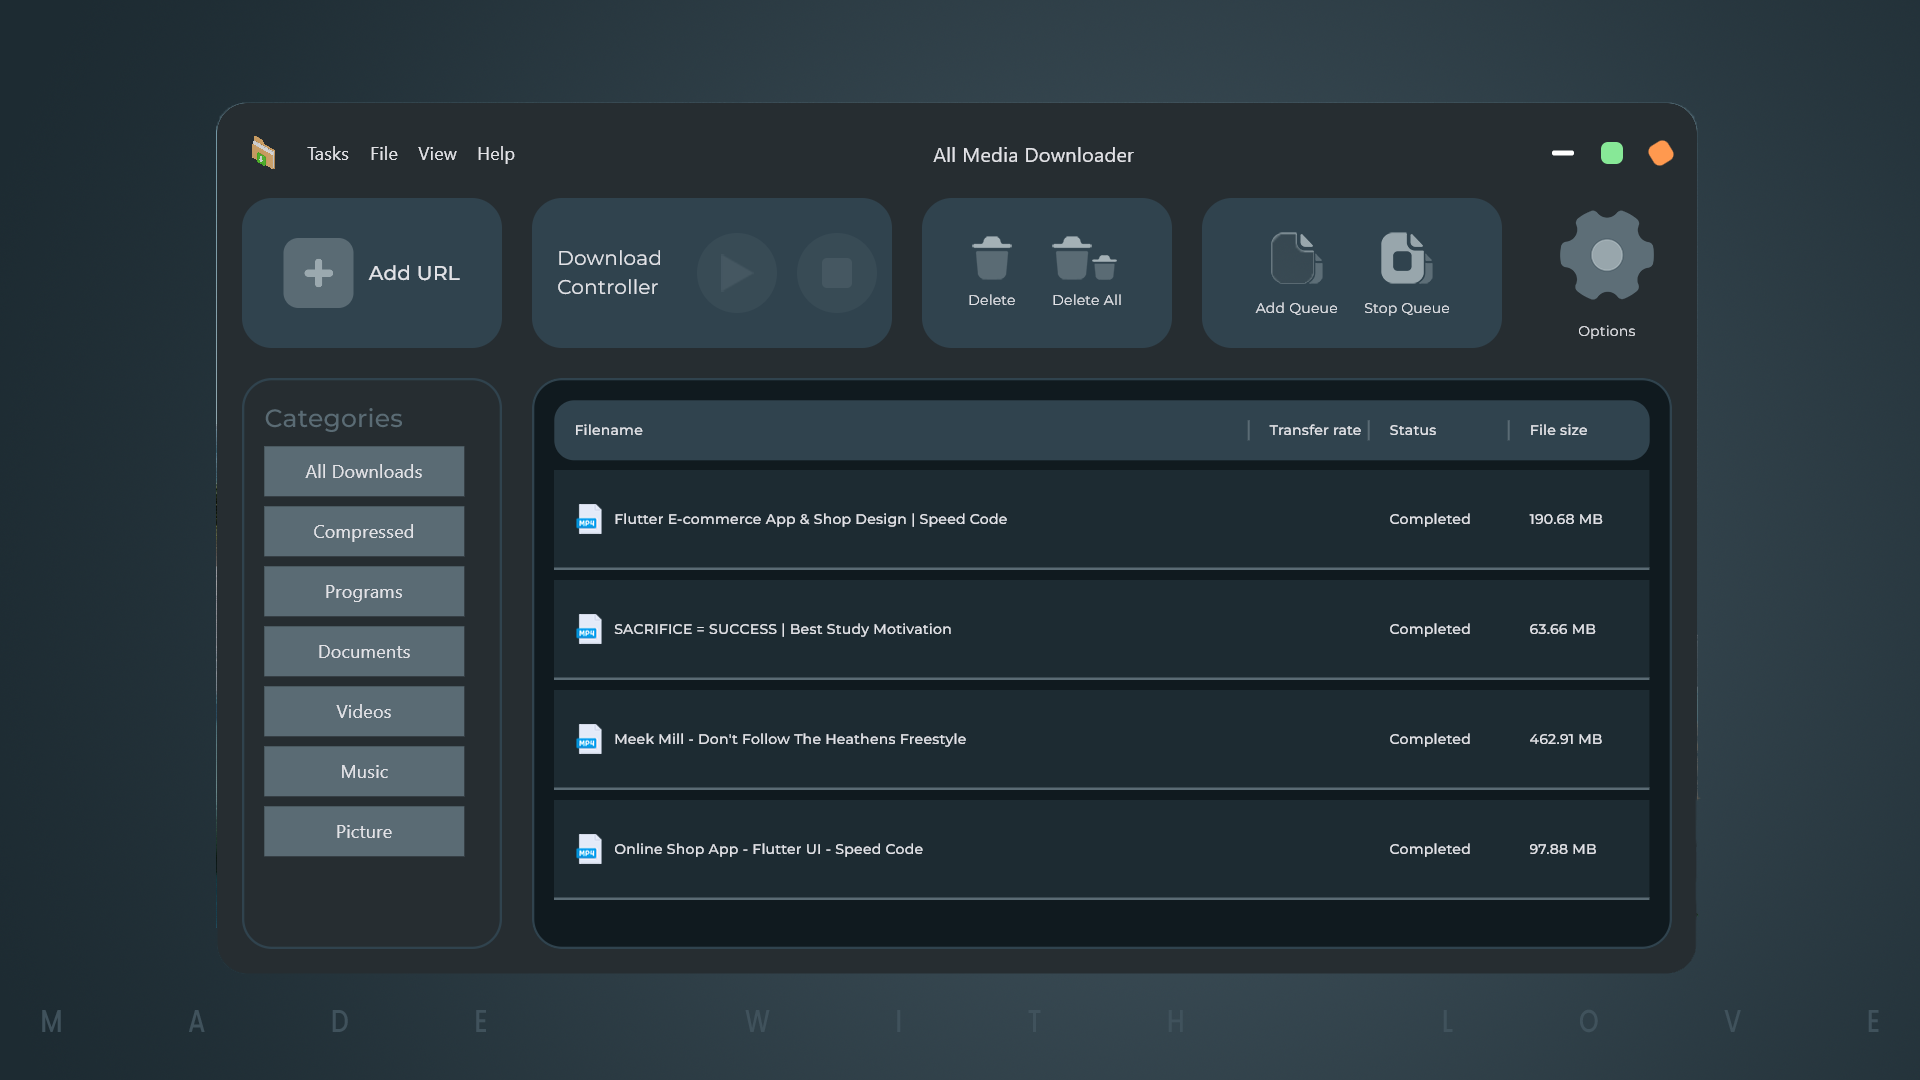 Tasks File View Help
All Media Downloader
Add URL
Download
Controller
Delete
Delete All
Add Queue
Stop Queue
Options
Categories
All Downloads
Compressed
Programs
Documents
Videos
Music
Picture
Filename | Transfer rate | Status | File size
MP4 Flutter E-commerce App & Shop Design | Speed Code Completed 190.68 MB
MP4 SACRIFICE = SUCCESS | Best Study Motivation Completed 63.66 MB
MP4 Meek Mill - Don't Follow The Heathens Freestyle Completed 462.91 MB
MP4 Online Shop App - Flutter UI - Speed Code Completed 97.88 MB
MADE WITH LOVE